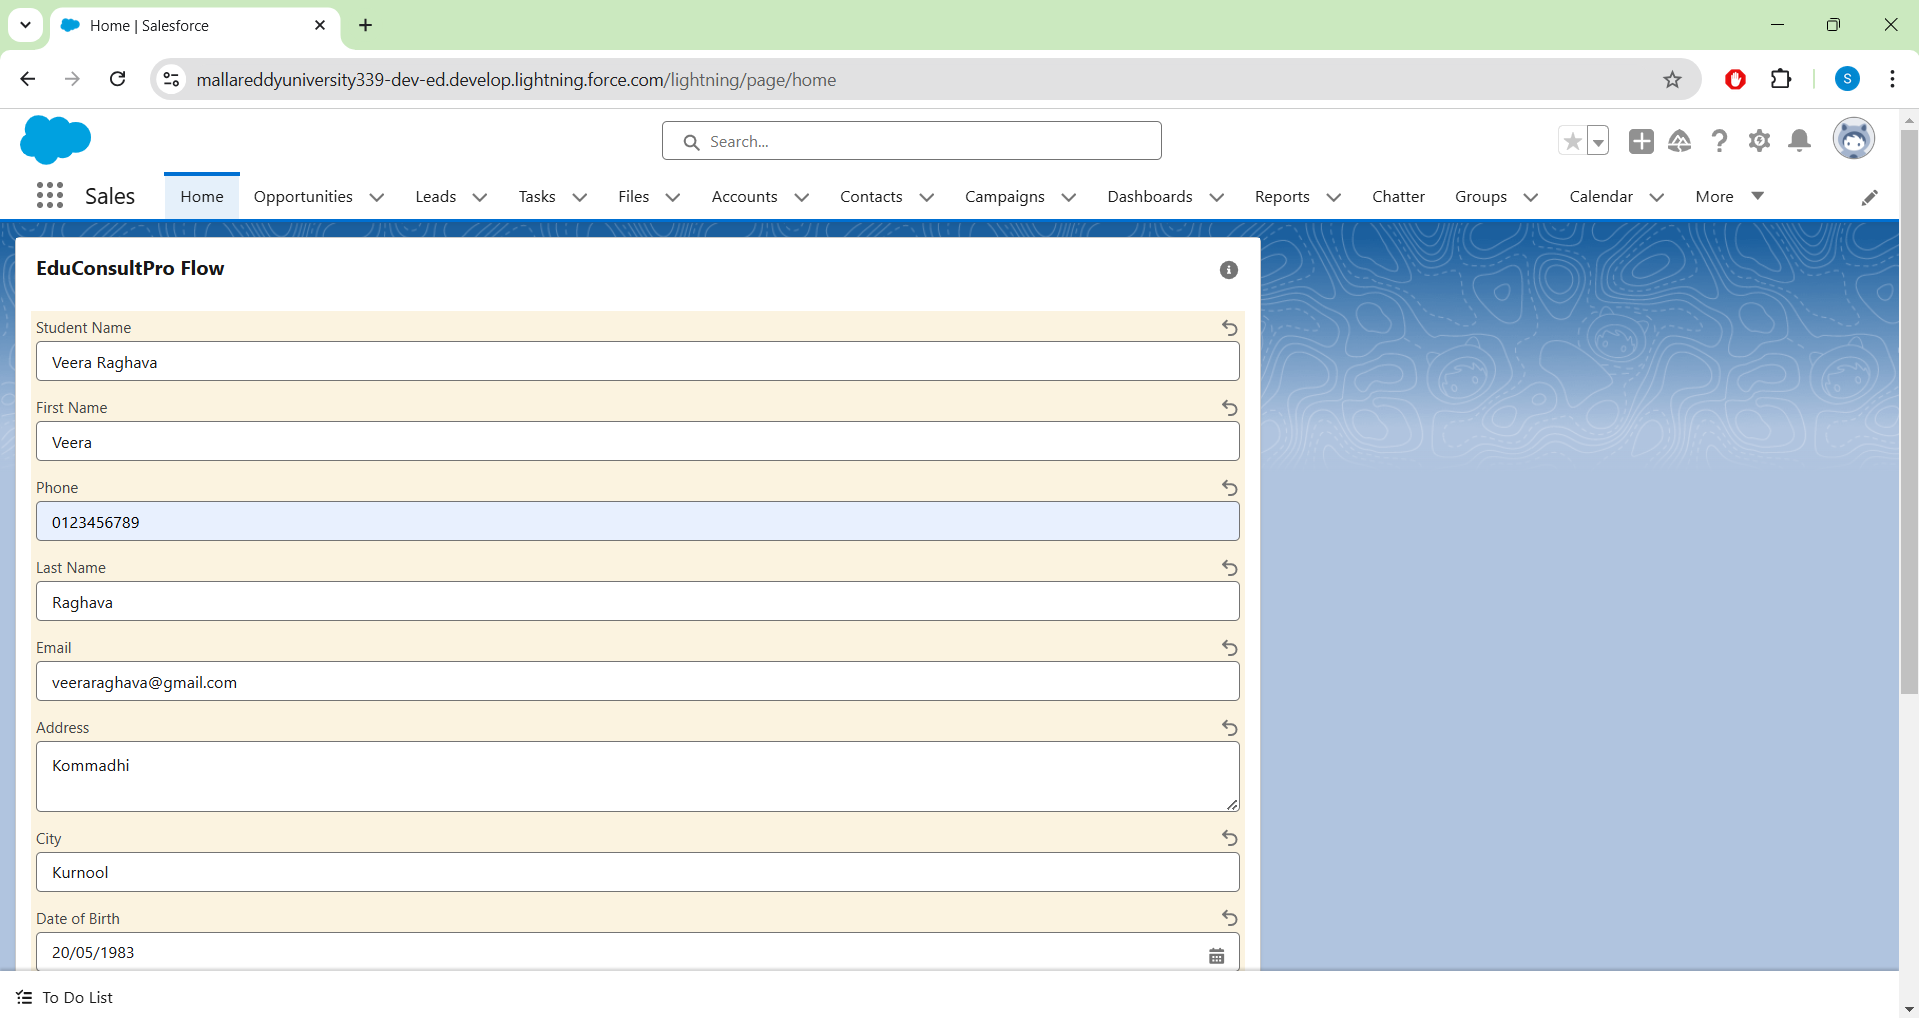 Home | Salesforce
mallareddyuniversity339-dev-ed.develop.lightning.force.com/lightning/page/home
S
Search...
Sales
Home
Opportunities
Leads
Tasks
Files
Accounts
Contacts
Campaigns
Dashboards
Reports
Chatter
Groups
Calendar
More
EduConsultPro Flow
Student Name
Veera Raghava
First Name
Veera
Phone
0123456789
Last Name
Raghava
Email
veeraraghava@gmail.com
Address
Kommadhi
City
Kurnool
Date of Birth
20/05/1983
To Do List